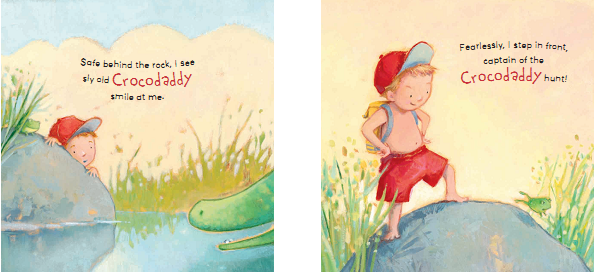 Safe behind the rock, I see
sly old Crocodaddy
smile at me.
Fearlessly, I step in front,
captain of the
Crocodaddy hunt!